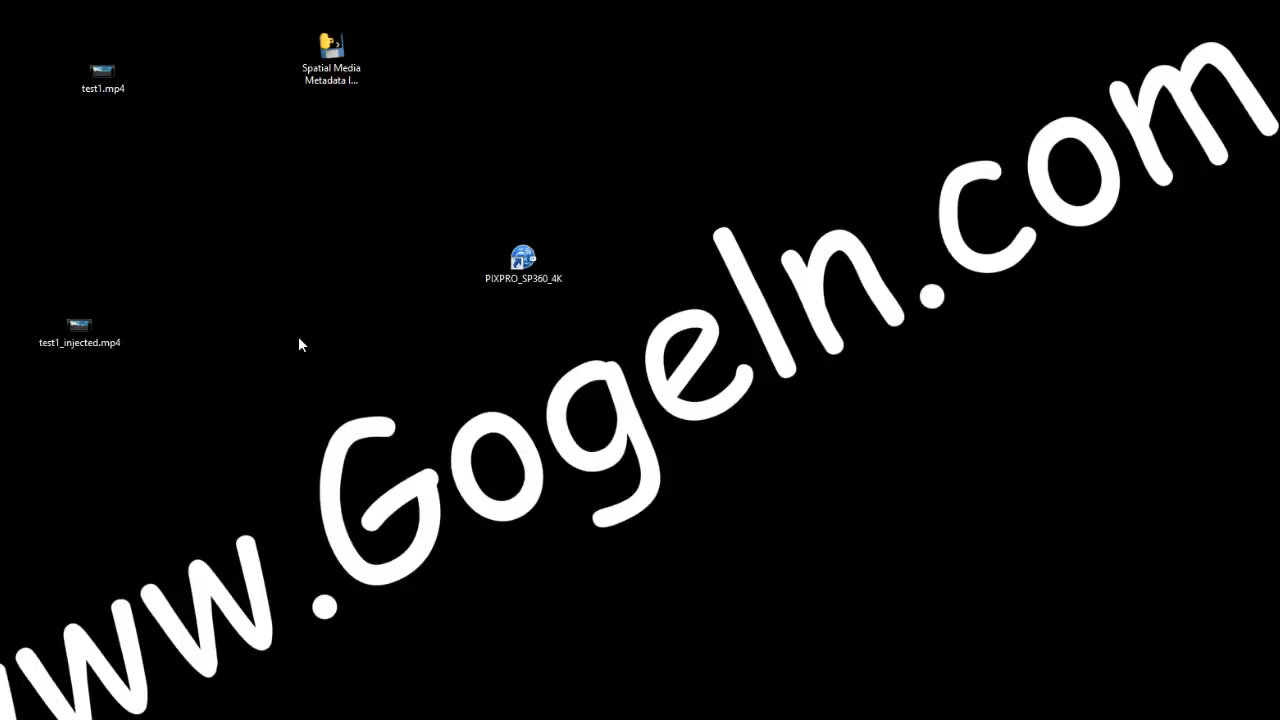 test1.mp4
Spatial Media
Metadata I...
PIXPRO_SP360_4K
test1_injected.mp4
www.Gogeln.com